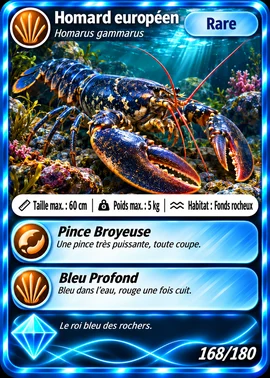 Homard européen
Rare
Homarus gammarus
Taille max. : 60 cm | Poids max. : 5 kg | Habitat : Fonds rocheux
Pince Broyeuse
Une pince très puissante, toute coupe.
Bleu Profond
Bleu dans l'eau, rouge une fois cuit.
Le roi bleu des rochers.
168/180